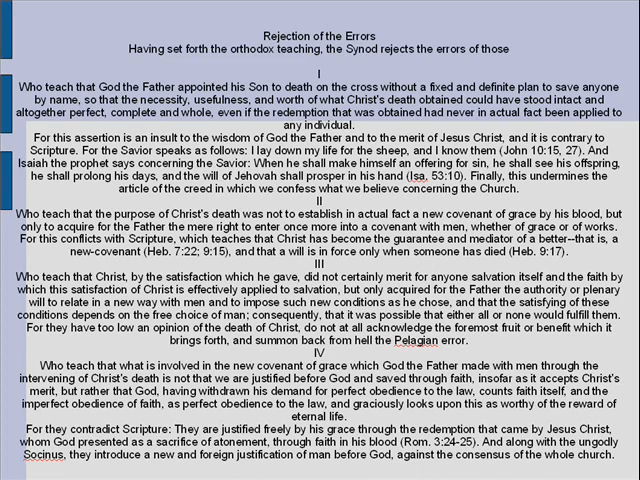 Rejection of the Errors
Having set forth the orthodox teaching, the Synod rejects the errors of those
I
Who teach that God the Father appointed his Son to death on the cross without a fixed and definite plan to save anyone
by name, so that the necessity, usefulness, and worth of what Christ's death obtained could have stood intact and
altogether perfect, complete and whole, even if the redemption that was obtained had never in actual fact been applied to
any individual.
For this assertion is an insult to the wisdom of God the Father and to the merit of Jesus Christ, and it is contrary to
Scripture. For the Savior speaks as follows: I lay down my life for the sheep, and I know them (John 10:15, 27). And
Isaiah the prophet says concerning the Savior: When he shall make himself an offering for sin, he shall see his offspring,
he shall prolong his days, and the will of Jehovah shall prosper in his hand (Isa. 53:10). Finally, this undermines the
article of the creed in which we confess what we believe concerning the Church.
II
Who teach that the purpose of Christ's death was not to establish in actual fact a new covenant of grace by his blood, but
only to acquire for the Father the mere right to enter once more into a covenant with men, whether of grace or of works.
For this conflicts with Scripture, which teaches that Christ has become the guarantee and mediator of a better--that is, a
new-covenant (Heb. 7:22; 9:15), and that a will is in force only when someone has died (Heb. 9:17).
III
Who teach that Christ, by the satisfaction which he gave, did not certainly merit for anyone salvation itself and the faith by
which this satisfaction of Christ is effectively applied to salvation, but only acquired for the Father the authority or plenary
will to relate in a new way with men and to impose such new conditions as he chose, and that the satisfying of these
conditions depends on the free choice of man; consequently, that it was possible that either all or none would fulfill them.
For they have too low an opinion of the death of Christ, do not at all acknowledge the foremost fruit or benefit which it
brings forth, and summon back from hell the Pelagian error.
IV
Who teach that what is involved in the new covenant of grace which God the Father made with men through the
intervening of Christ's death is not that we are justified before God and saved through faith, insofar as it accepts Christ's
merit, but rather that God, having withdrawn his demand for perfect obedience to the law, counts faith itself, and the
imperfect obedience of faith, as perfect obedience to the law, and graciously looks upon this as worthy of the reward of
eternal life.
For they contradict Scripture: They are justified freely by his grace through the redemption that came by Jesus Christ,
whom God presented as a sacrifice of atonement, through faith in his blood (Rom. 3:24-25). And along with the ungodly
Socinus, they introduce a new and foreign justification of man before God, against the consensus of the whole church.